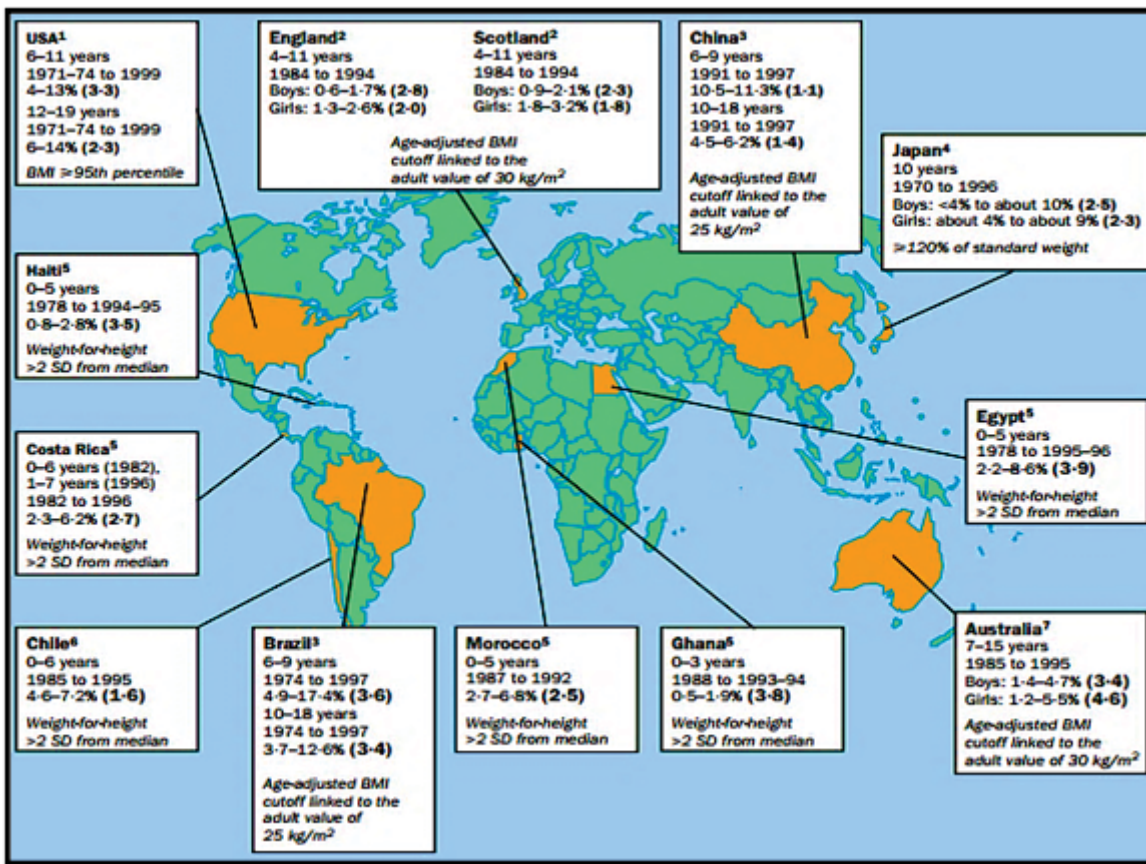 USA¹
6–11 years
1971–74 to 1999
4–13% (3·3)
12–19 years
1971–74 to 1999
6–14% (2·3)
BMI ⩾95th percentile
England²
4–11 years
1984 to 1994
Boys: 0·6–1·7% (2·8)
Girls: 1·3–2·6% (2·0)
Scotland²
4–11 years
1984 to 1994
Boys: 0·9–2·1% (2·3)
Girls: 1·8–3·2% (1·8)
Age-adjusted BMI
cutoff linked to the
adult value of 30 kg/m²
China³
6–9 years
1991 to 1997
10·5–11·3% (1·1)
10–18 years
1991 to 1997
4·5–6·2% (1·4)
Age-adjusted BMI
cutoff linked to the
adult value of
25 kg/m²
Japan⁴
10 years
1970 to 1996
Boys: <4% to about 10% (2·5)
Girls: about 4% to about 9% (2·3)
⩾120% of standard weight
Haiti⁵
0–5 years
1978 to 1994–95
0·8–2·8% (3·5)
Weight-for-height
>2 SD from median
Costa Rica⁵
0–6 years (1982),
1–7 years (1996)
1982 to 1996
2·3–6·2% (2·7)
Weight-for-height
>2 SD from median
Egypt⁵
0–5 years
1978 to 1995–96
2·2–8·6% (3·9)
Weight-for-height
>2 SD from median
Chile⁶
0–6 years
1985 to 1995
4·6–7·2% (1·6)
Weight-for-height
>2 SD from median
Brazil³
6–9 years
1974 to 1997
4·9–17·4% (3·6)
10–18 years
1974 to 1997
3·7–12·6% (3·4)
Age-adjusted BMI
cutoff linked to the
adult value of
25 kg/m²
Morocco⁵
0–5 years
1987 to 1992
2·7–6·8% (2·5)
Weight-for-height
>2 SD from median
Ghana⁵
0–3 years
1988 to 1993–94
0·5–1·9% (3·8)
Weight-for-height
>2 SD from median
Australia⁷
7–15 years
1985 to 1995
Boys: 1·4–4·7% (3·4)
Girls: 1·2–5·5% (4·6)
Age-adjusted BMI
cutoff linked to the
adult value of 30 kg/m²